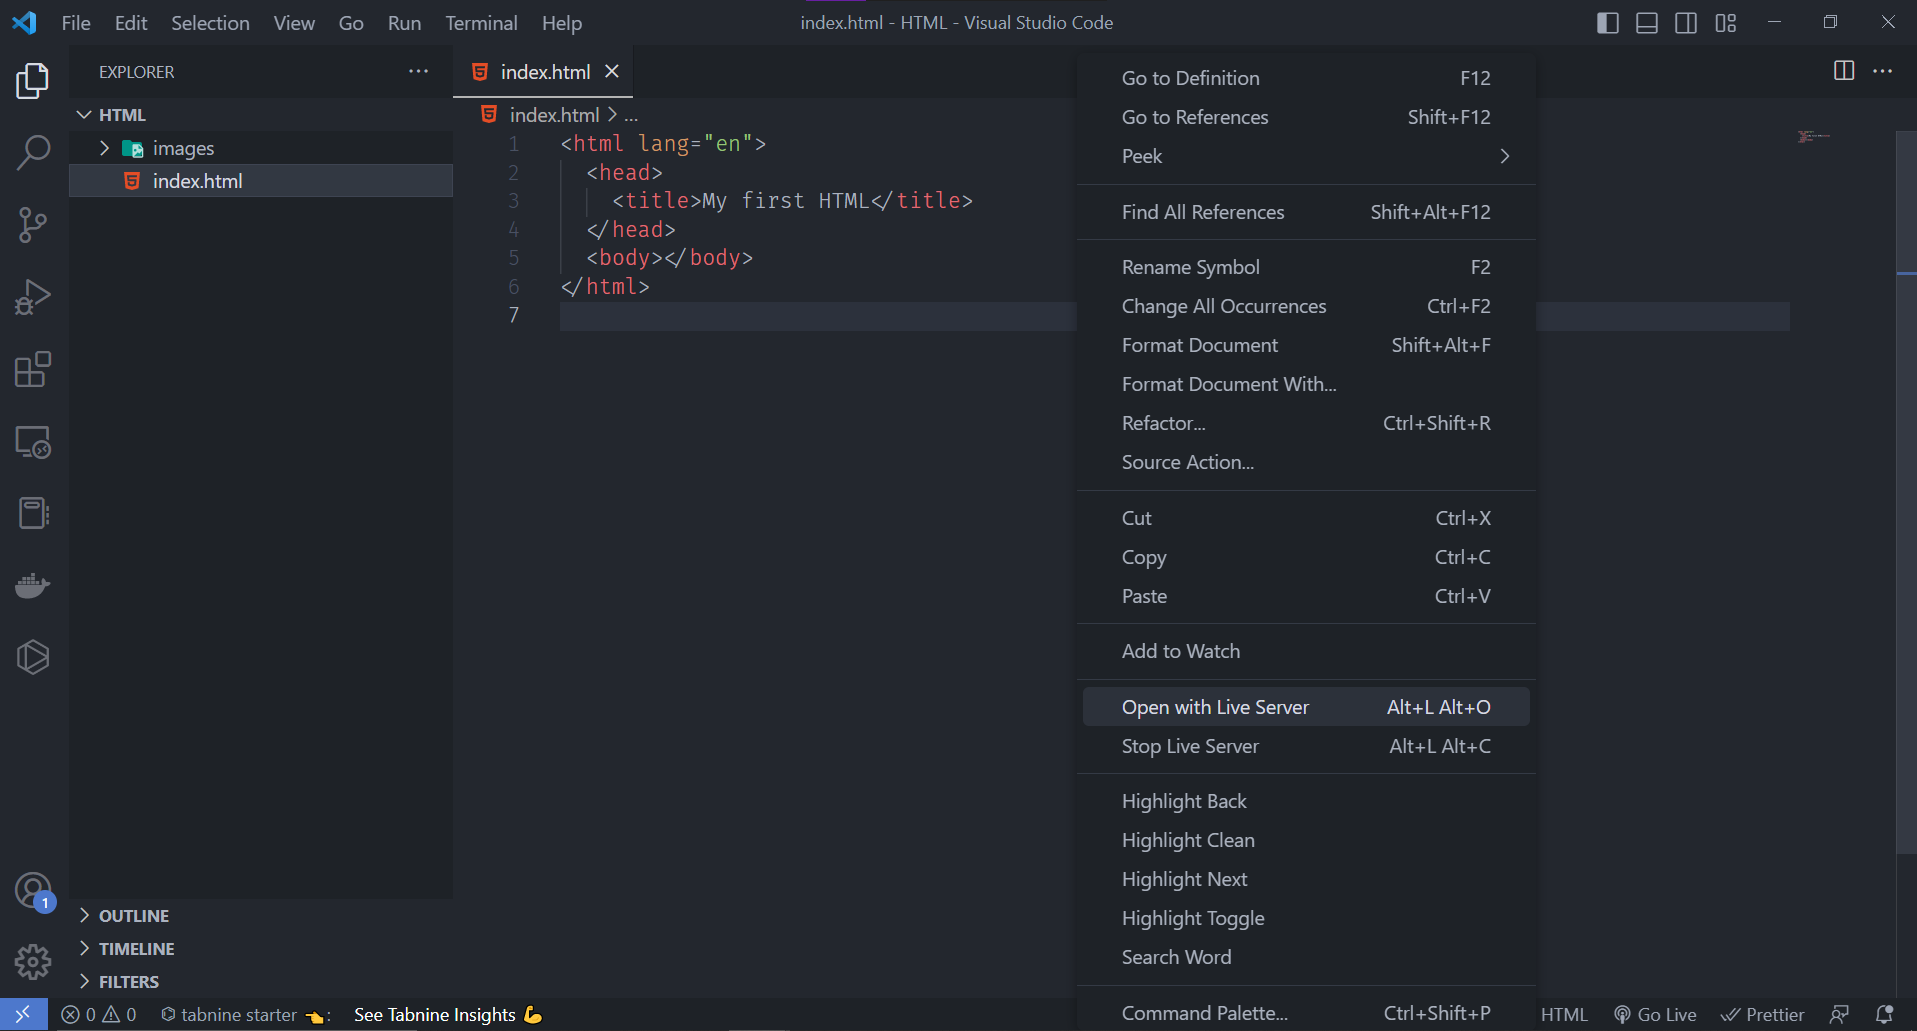 File Edit Selection View Go Run Terminal Help
index.html - HTML - Visual Studio Code
EXPLORER
HTML
images
index.html
OUTLINE
TIMELINE
FILTERS
1
index.html
index.html > ...
1 <html lang="en">
2 <head>
3 <title>My first HTML</title>
4 </head>
5 <body></body>
6 </html>
7
Go to Definition F12
Go to References Shift+F12
Peek
Find All References Shift+Alt+F12
Rename Symbol F2
Change All Occurrences Ctrl+F2
Format Document Shift+Alt+F
Format Document With...
Refactor... Ctrl+Shift+R
Source Action...
Cut Ctrl+X
Copy Ctrl+C
Paste Ctrl+V
Add to Watch
Open with Live Server Alt+L Alt+O
Stop Live Server Alt+L Alt+C
Highlight Back
Highlight Clean
Highlight Next
Highlight Toggle
Search Word
Command Palette... Ctrl+Shift+P
0 0 tabnine starter 👈: See Tabnine Insights 💪
HTML Go Live Prettier